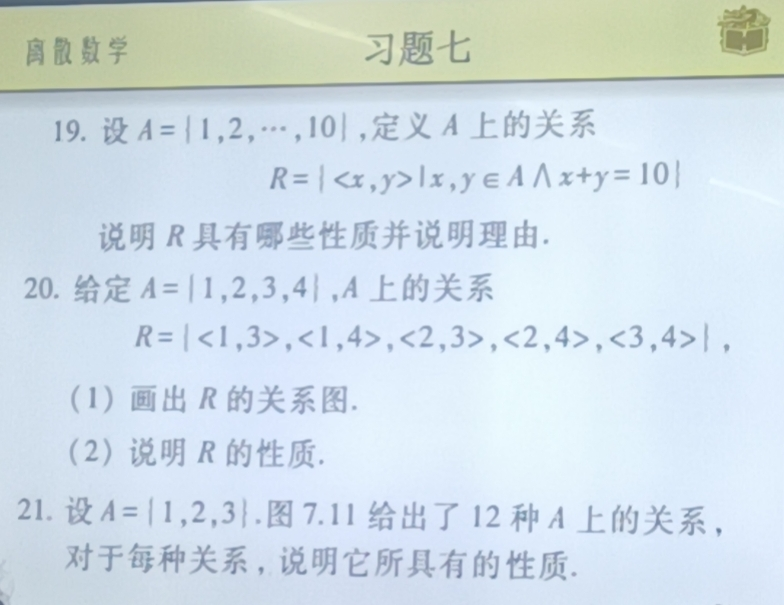 离散数学
习题七
19. 设 A={1,2,…,10},定义 A 上的关系
R={<x,y>|x,y∈A∧x+y=10}
说明 R 具有哪些性质并说明理由.
20. 给定 A={1,2,3,4},A 上的关系
R={<1,3>,<1,4>,<2,3>,<2,4>,<3,4>},
(1) 画出 R 的关系图.
(2) 说明 R 的性质.
21. 设 A={1,2,3}.图 7.11 给出了 12 种 A 上的关系,
对于每种关系,说明它所具有的性质.